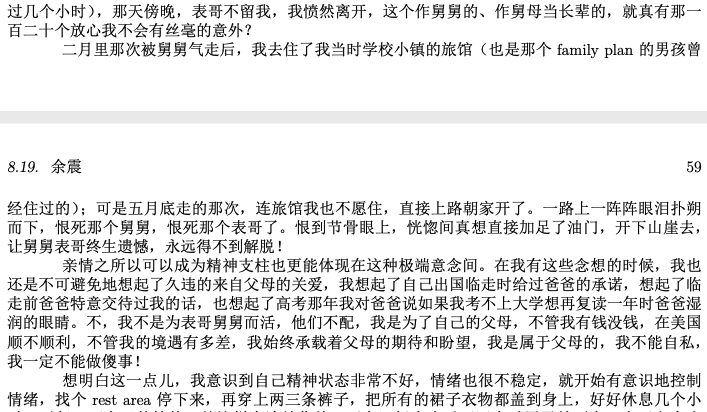 过几个小时），那天傍晚，表哥不留我，我愤然离开，这个作舅舅的、作舅母当长辈的，就真有那一
百二十个放心我不会有丝毫的意外？
二月里那次被舅舅气走后，我去住了我当时学校小镇的旅馆（也是那个 family plan 的男孩曾
8.19. 余震 59
经住过的）；可是五月底走的那次，连旅馆我也不愿住，直接上路朝家开了。一路上一阵阵眼泪扑朔
而下，恨死那个舅舅，恨死那个表哥了。恨到节骨眼上，恍惚间真想直接加足了油门，开下山崖去，
让舅舅表哥终生遗憾，永远得不到解脱！
亲情之所以可以成为精神支柱也更能体现在这种极端意念间。在我有这些念想的时候，我也
还是不可避免地想起了久违的来自父母的关爱，我想起了自己出国临走时给过爸爸的承诺，想起了临
走前爸爸特意交待过我的话，也想起了高考那年我对爸爸说如果我考不上大学想再复读一年时爸爸湿
润的眼睛。不，我不是为表哥舅舅而活，他们不配，我是为了自己的父母，不管我有钱没钱，在美国
顺不顺利，不管我的境遇有多差，我始终承载着父母的期待和盼望，我是属于父母的，我不能自私，
我一定不能做傻事！
想明白这一点儿，我意识到自己精神状态非常不好，情绪也很不稳定，就开始有意识地控制
情绪，找个 rest area 停下来，再穿上两三条裤子，把所有的裙子衣物都盖到身上，好好休息几个小